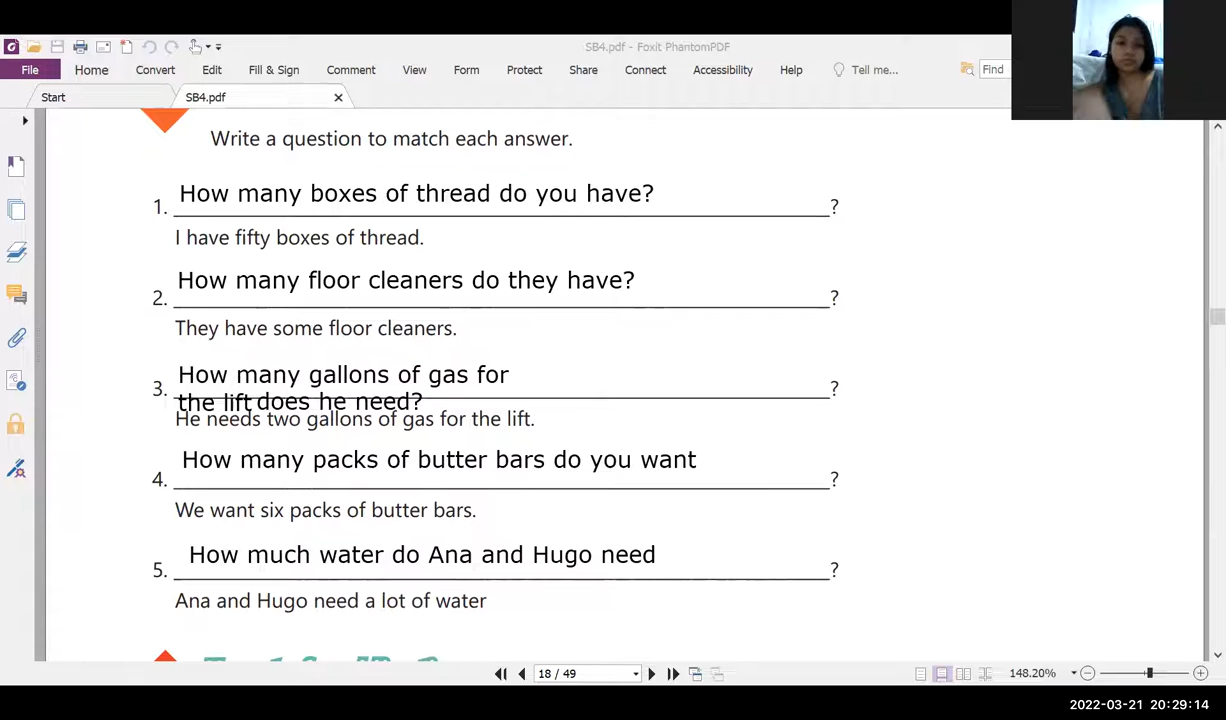 SB4.pdf - Foxit PhantomPDF
File Home Convert Edit Fill & Sign Comment View Form Protect Share Connect Accessibility Help Tell me... Find
Start SB4.pdf
Write a question to match each answer.
How many boxes of thread do you have?
1. ?
I have fifty boxes of thread.
How many floor cleaners do they have?
2. ?
They have some floor cleaners.
How many gallons of gas for
3. ?
the lift does he need?
He needs two gallons of gas for the lift.
How many packs of butter bars do you want
4. ?
We want six packs of butter bars.
How much water do Ana and Hugo need
5. ?
Ana and Hugo need a lot of water
18 / 49 148.20%
2022-03-21 20:29:14